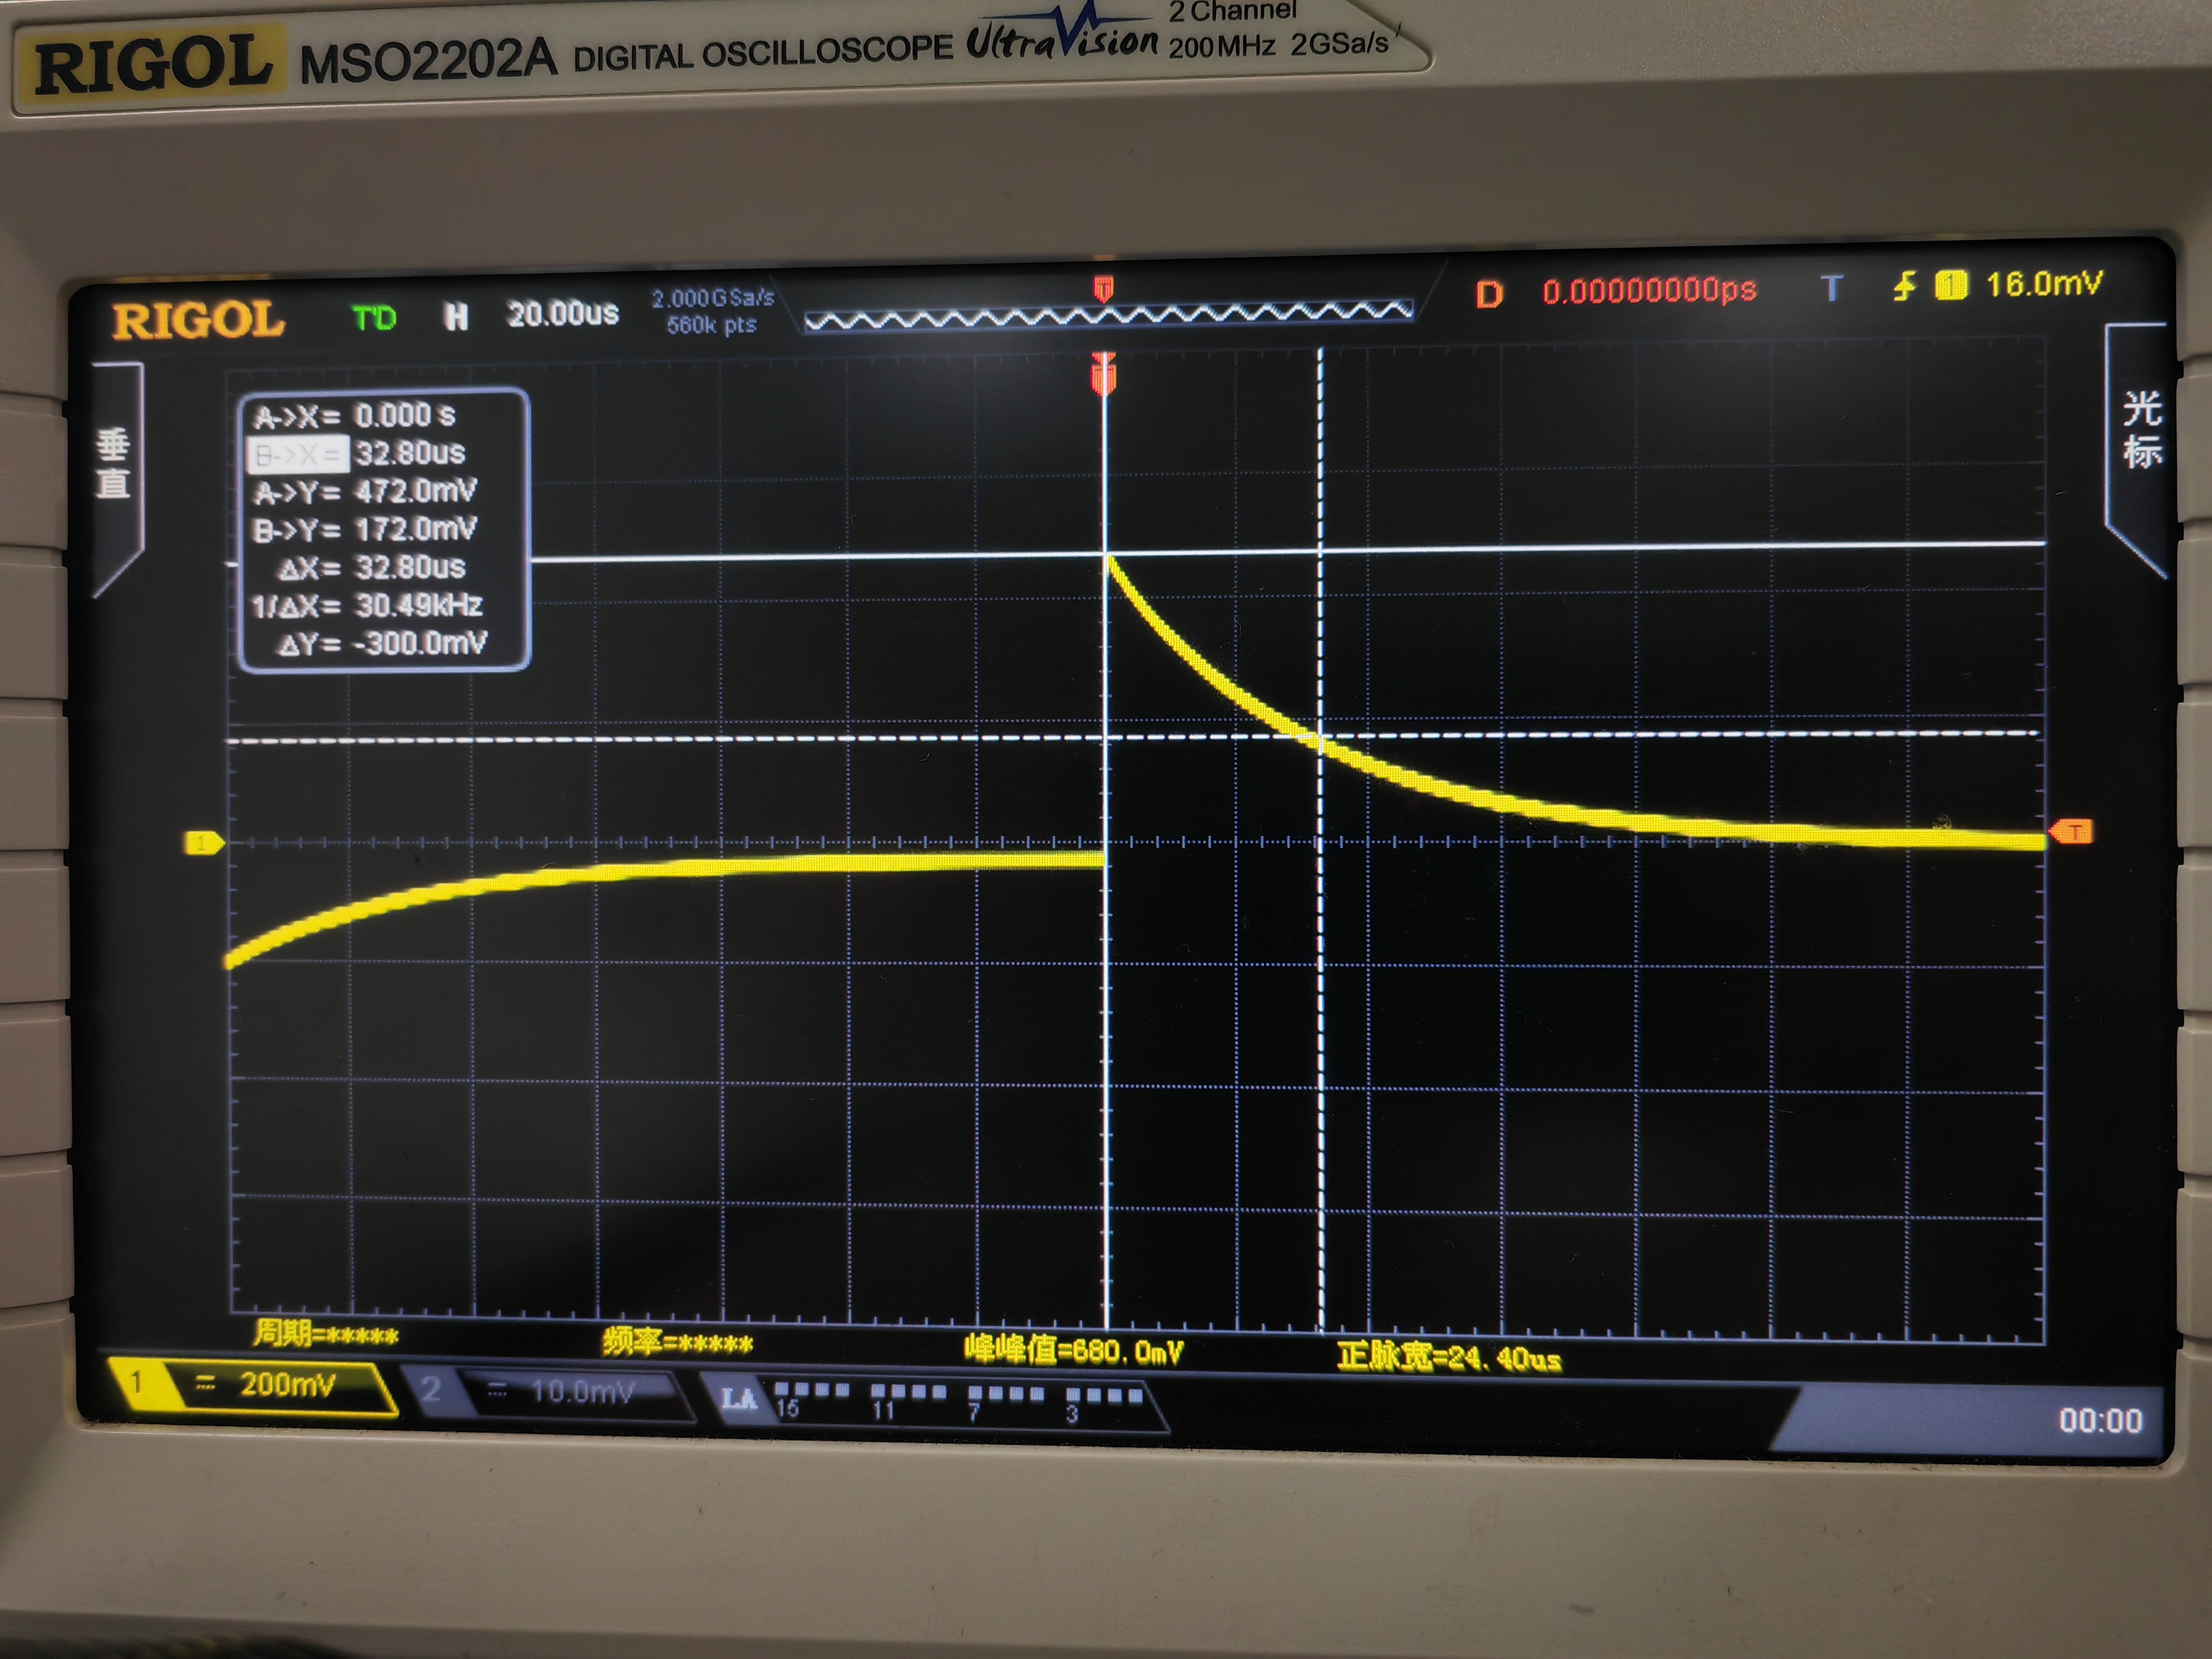 RIGOL MSO2202A DIGITAL OSCILLOSCOPE UltraVision 2 Channel
200MHz 2GSa/s
RIGOL T'D H 20.00us 2.000GSa/s
560k pts
D 0.00000000ps T 1 16.0mV
垂直
光标
A->X= 0.000 s
B->X= 32.80us
A->Y= 472.0mV
B->Y= 172.0mV
ΔX= 32.80us
1/ΔX= 30.49kHz
ΔY= -300.0mV
1
T
周期=***** 频率=***** 峰峰值=680.0mV 正脉宽=24.40us
1 200mV 2 10.0mV LA 15 11 7 3
00:00